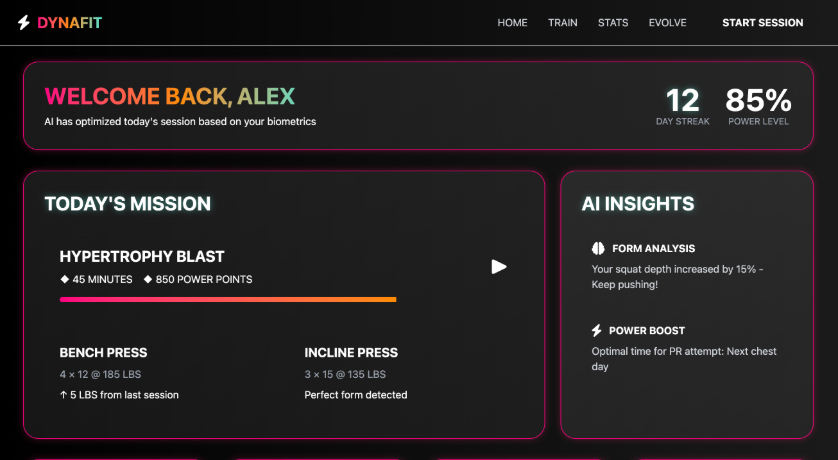 DYNAFIT
HOME TRAIN STATS EVOLVE START SESSION
WELCOME BACK, ALEX
AI has optimized today's session based on your biometrics
12
DAY STREAK
85%
POWER LEVEL
TODAY'S MISSION
HYPERTROPHY BLAST
◆ 45 MINUTES ◆ 850 POWER POINTS
BENCH PRESS
4 × 12 @ 185 LBS
↑ 5 LBS from last session
INCLINE PRESS
3 × 15 @ 135 LBS
Perfect form detected
AI INSIGHTS
FORM ANALYSIS
Your squat depth increased by 15% -
Keep pushing!
POWER BOOST
Optimal time for PR attempt: Next chest
day